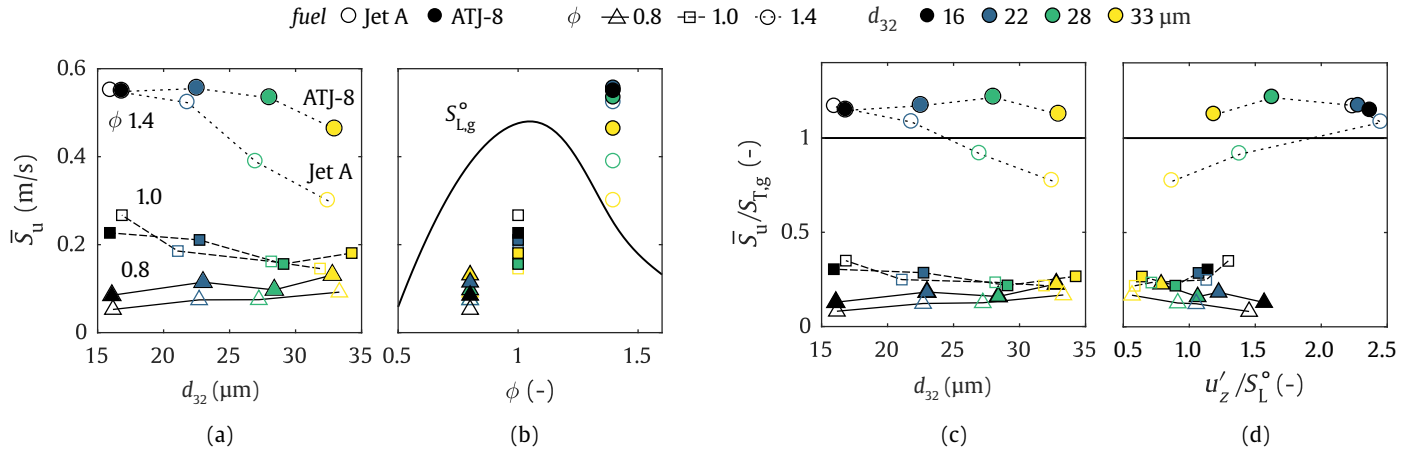 fuel Jet A ATJ-8 ϕ 0.8 1.0 1.4 d32 16 22 28 33 μm
0.6
0.4
0.2
0
S̄u (m/s)
ATJ-8
ϕ 1.4
Jet A
1.0
0.8
15 20 25 30 35
d32 (μm)
(a)
S°L,g
0.5 1 1.5
ϕ (-)
(b)
1
0.5
0
S̄u/ST,g (-)
15 20 25 30 35
d32 (μm)
(c)
0.5 1.0 1.5 2.0 2.5
u′z/S°L (-)
(d)